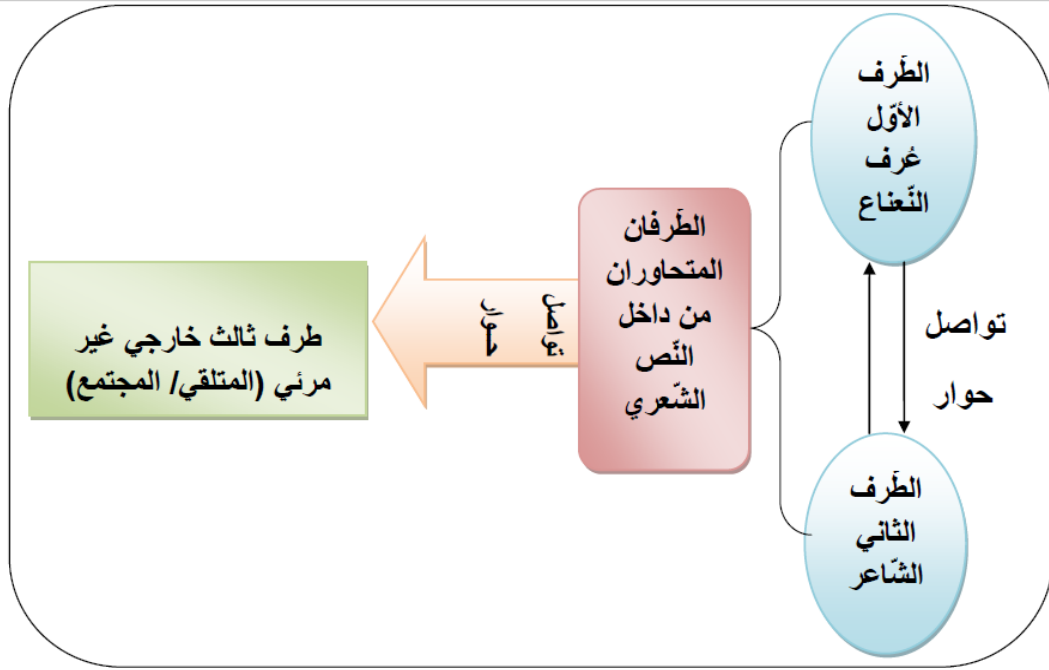 الطّرف
الأوّل
عُرف
النّعناع
تواصل
حوار
الطّرف
الثاني
الشّاعر
الطّرفان
المتحاوران
من داخل
النّص
الشّعري
تواصل
حوار
طرف ثالث خارجي غير
مرئي (المتلقي/ المجتمع)